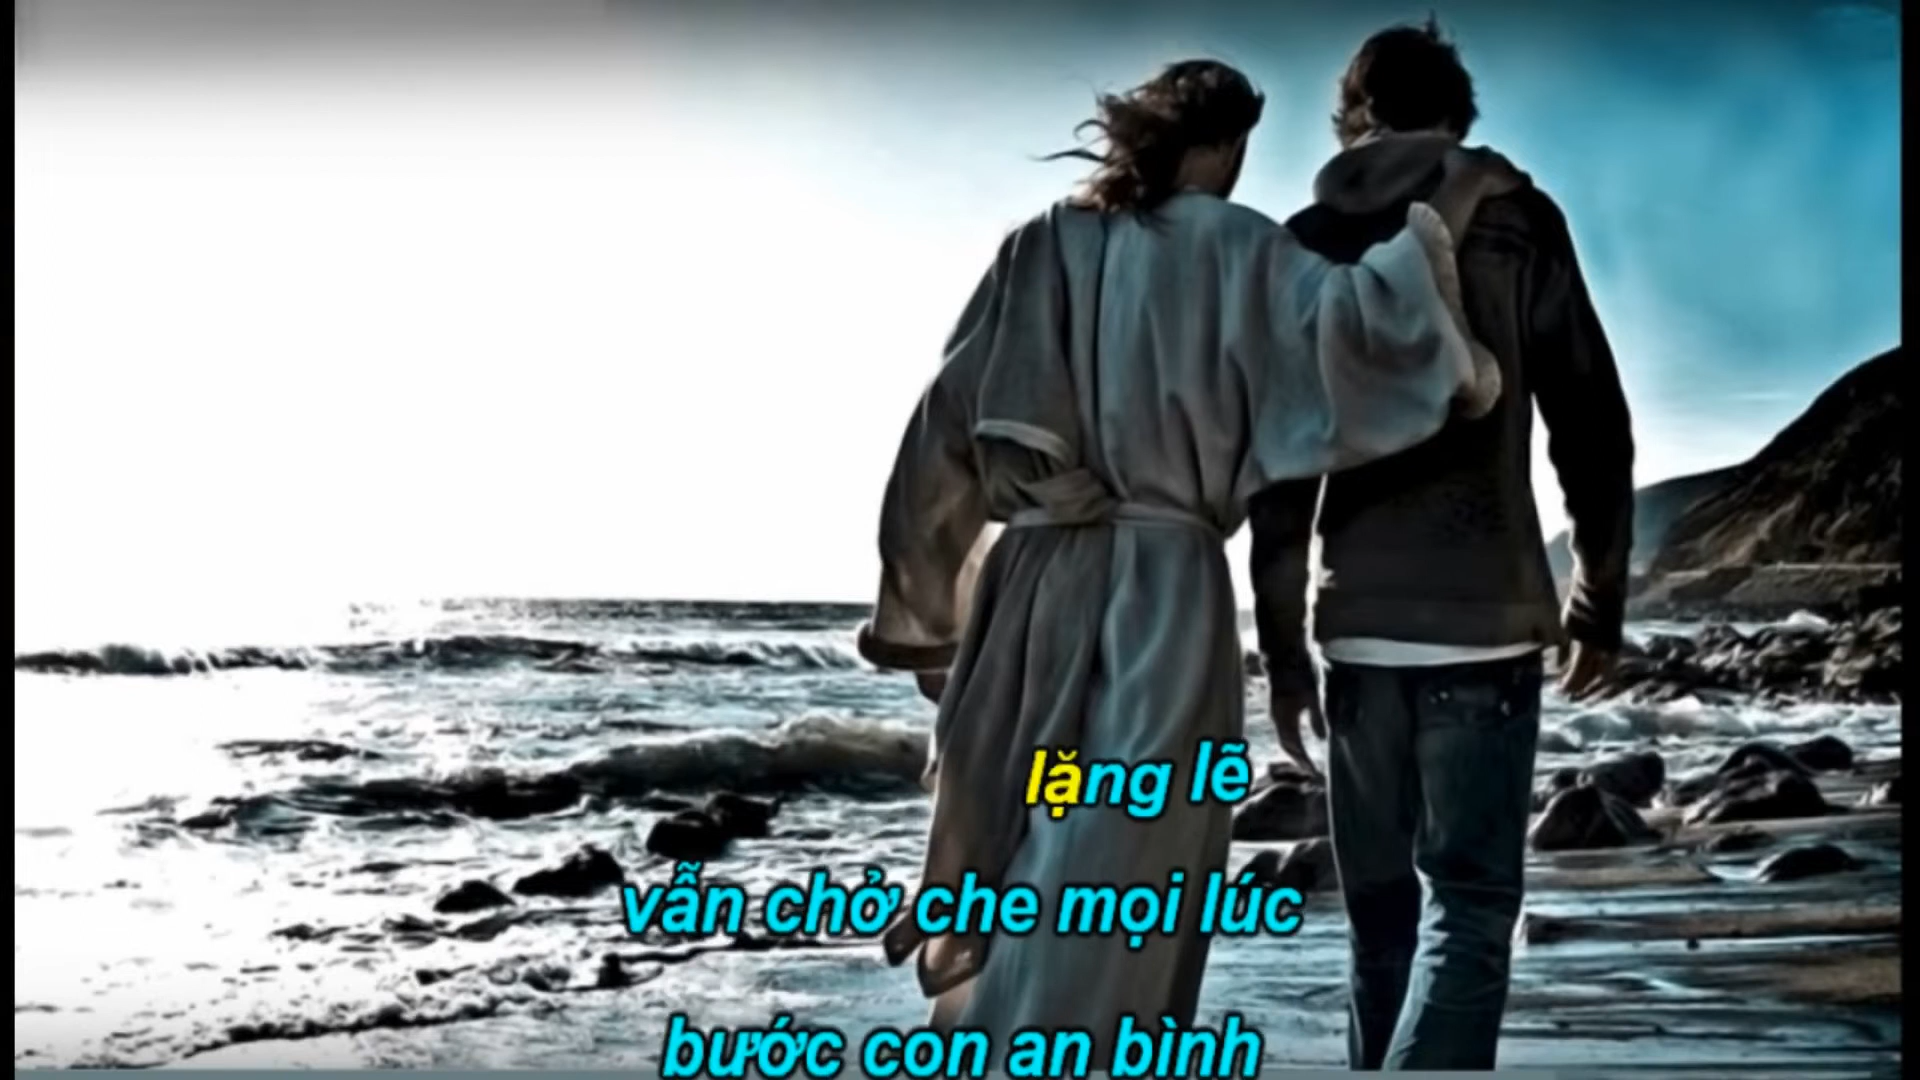 lặng lẽ
vẫn chở che mọi lúc
bước con an bình